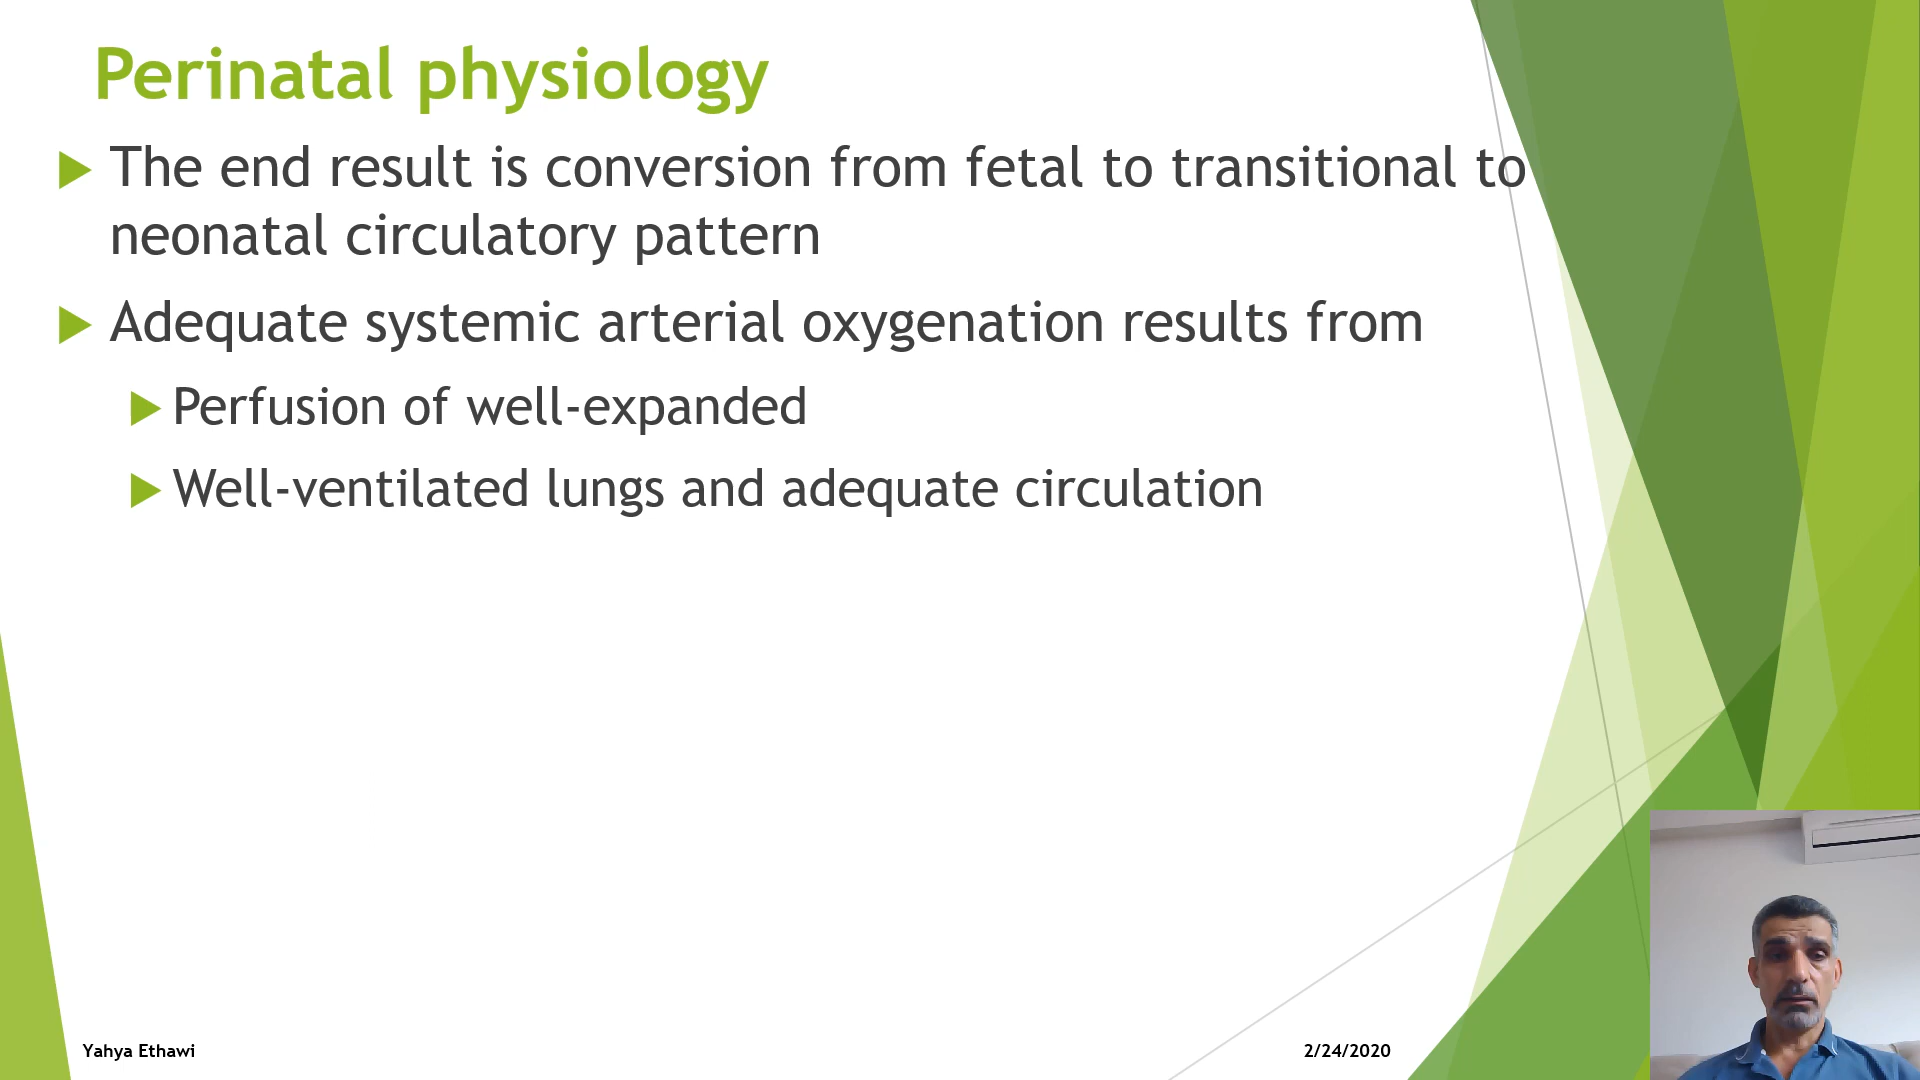 Perinatal physiology
The end result is conversion from fetal to transitional to
neonatal circulatory pattern
Adequate systemic arterial oxygenation results from
Perfusion of well-expanded
Well-ventilated lungs and adequate circulation
Yahya Ethawi
2/24/2020